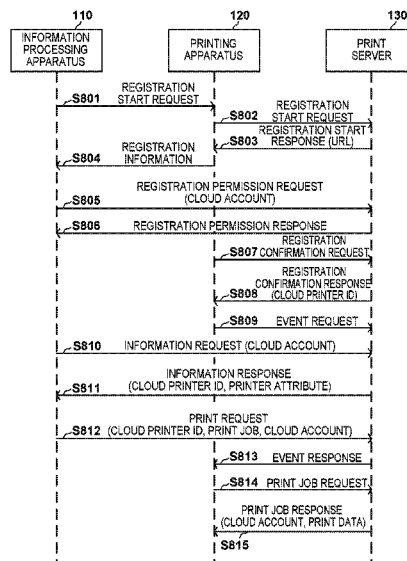 110
120
130
INFORMATION
PROCESSING
APPARATUS
PRINTING
APPARATUS
PRINT
SERVER
REGISTRATION
S801 START REQUEST
REGISTRATION
S802 START REQUEST
REGISTRATION START
S803 RESPONSE (URL)
REGISTRATION
S804 INFORMATION
S805 REGISTRATION PERMISSION REQUEST
(CLOUD ACCOUNT)
S806 REGISTRATION PERMISSION RESPONSE
REGISTRATION
S807 CONFIRMATION REQUEST
REGISTRATION
CONFIRMATION RESPONSE
S808 (CLOUD PRINTER ID)
S809 EVENT REQUEST
S810 INFORMATION REQUEST (CLOUD ACCOUNT)
INFORMATION RESPONSE
S811 (CLOUD PRINTER ID, PRINTER ATTRIBUTE)
PRINT REQUEST
S812 (CLOUD PRINTER ID, PRINT JOB, CLOUD ACCOUNT)
S813 EVENT RESPONSE
S814 PRINT JOB REQUEST
PRINT JOB RESPONSE
(CLOUD ACCOUNT, PRINT DATA)
S815